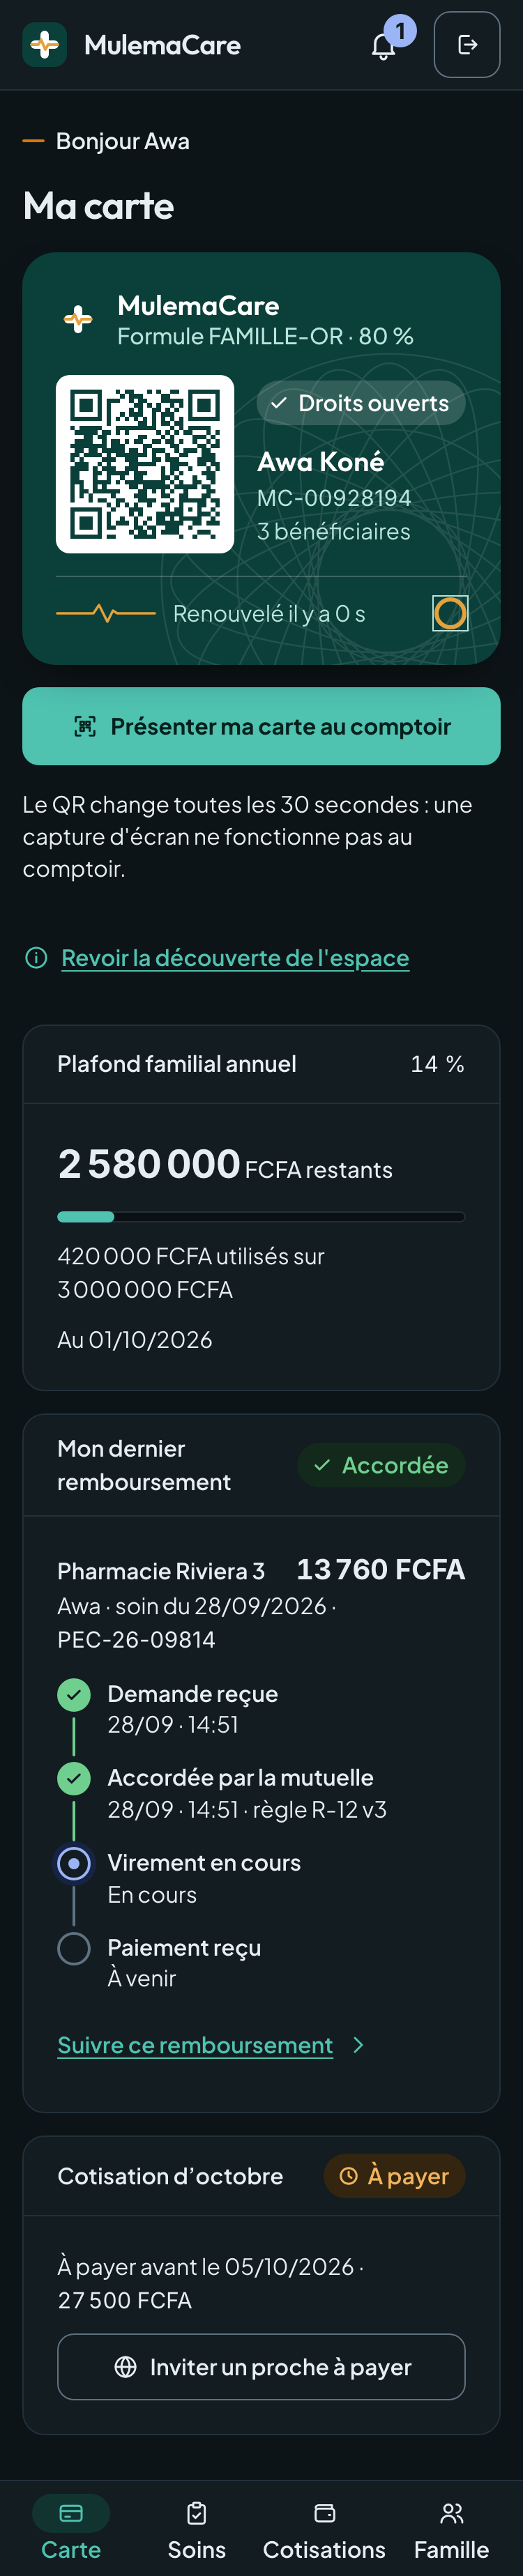 MulemaCare
1
Bonjour Awa
Ma carte
MulemaCare
Formule FAMILLE-OR · 80 %
Droits ouverts
Awa Koné
MC-00928194
3 bénéficiaires
Renouvelé il y a 0 s
Présenter ma carte au comptoir
Le QR change toutes les 30 secondes : une
capture d'écran ne fonctionne pas au
comptoir.
Revoir la découverte de l'espace
Plafond familial annuel
14 %
2 580 000 FCFA restants
420 000 FCFA utilisés sur
3 000 000 FCFA
Au 01/10/2026
Mon dernier
remboursement
Accordée
Pharmacie Riviera 3
13 760 FCFA
Awa · soin du 28/09/2026 ·
PEC-26-09814
Demande reçue
28/09 · 14:51
Accordée par la mutuelle
28/09 · 14:51 · règle R-12 v3
Virement en cours
En cours
Paiement reçu
À venir
Suivre ce remboursement
Cotisation d’octobre
À payer
À payer avant le 05/10/2026 ·
27 500 FCFA
Inviter un proche à payer
Carte
Soins
Cotisations
Famille